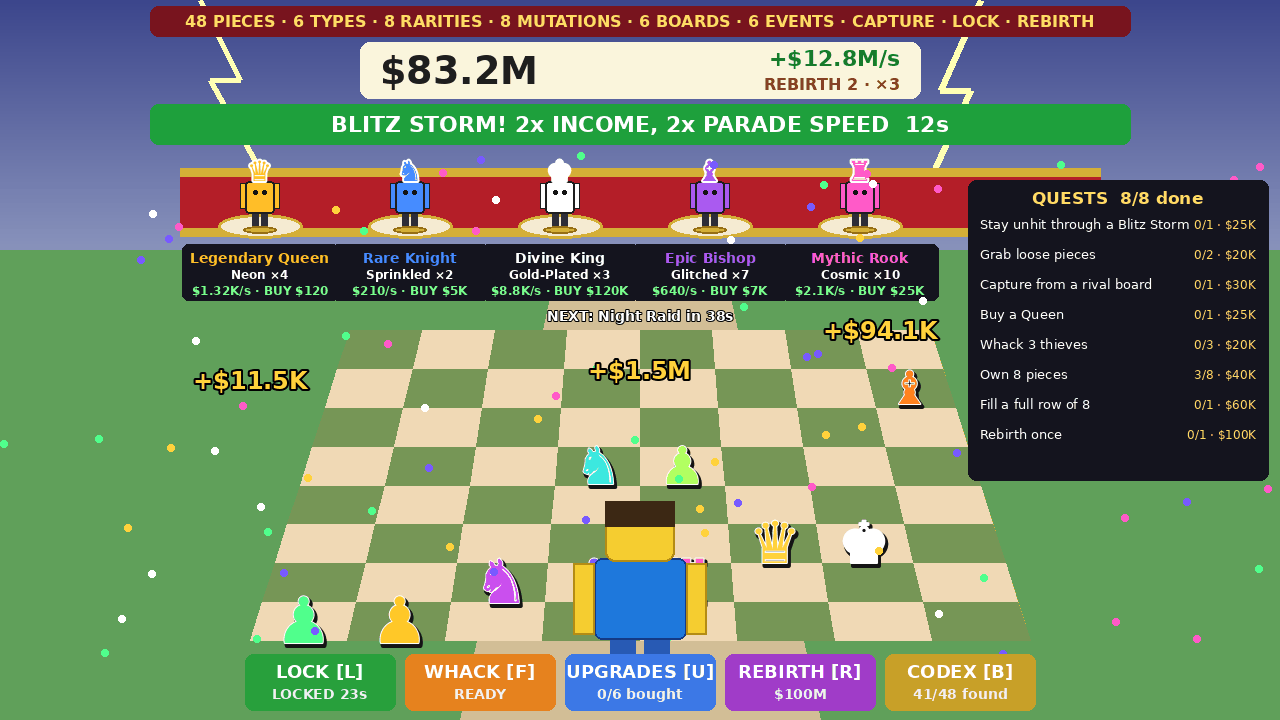 48 PIECES · 6 TYPES · 8 RARITIES · 8 MUTATIONS · 6 BOARDS · 6 EVENTS · CAPTURE · LOCK · REBIRTH
$83.2M
+$12.8M/s
REBIRTH 2 · ×3
BLITZ STORM! 2x INCOME, 2x PARADE SPEED 12s
Legendary Queen
Neon ×4
$1.32K/s · BUY $120
Rare Knight
Sprinkled ×2
$210/s · BUY $5K
Divine King
Gold-Plated ×3
$8.8K/s · BUY $120K
Epic Bishop
Glitched ×7
$640/s · BUY $7K
Mythic Rook
Cosmic ×10
$2.1K/s · BUY $25K
QUESTS 8/8 done
Stay unhit through a Blitz Storm 0/1 · $25K
Grab loose pieces 0/2 · $20K
Capture from a rival board 0/1 · $30K
Buy a Queen 0/1 · $25K
Whack 3 thieves 0/3 · $20K
Own 8 pieces 3/8 · $40K
Fill a full row of 8 0/1 · $60K
Rebirth once 0/1 · $100K
NEXT: Night Raid in 38s
+$94.1K
+$1.5M
+$11.5K
LOCK [L]
LOCKED 23s
WHACK [F]
READY
UPGRADES [U]
0/6 bought
REBIRTH [R]
$100M
CODEX [B]
41/48 found